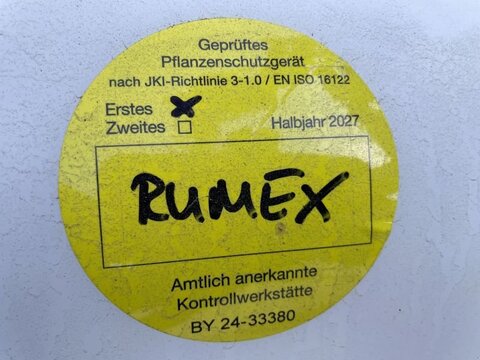 Geprüftes
Pflanzenschutzgerät
nach JKI-Richtlinie 3-1.0 / EN ISO 16122
Erstes ☒
Zweites ☐ Halbjahr 2027
RUMEX
Amtlich anerkannte
Kontrollwerkstätte
BY 24-33380